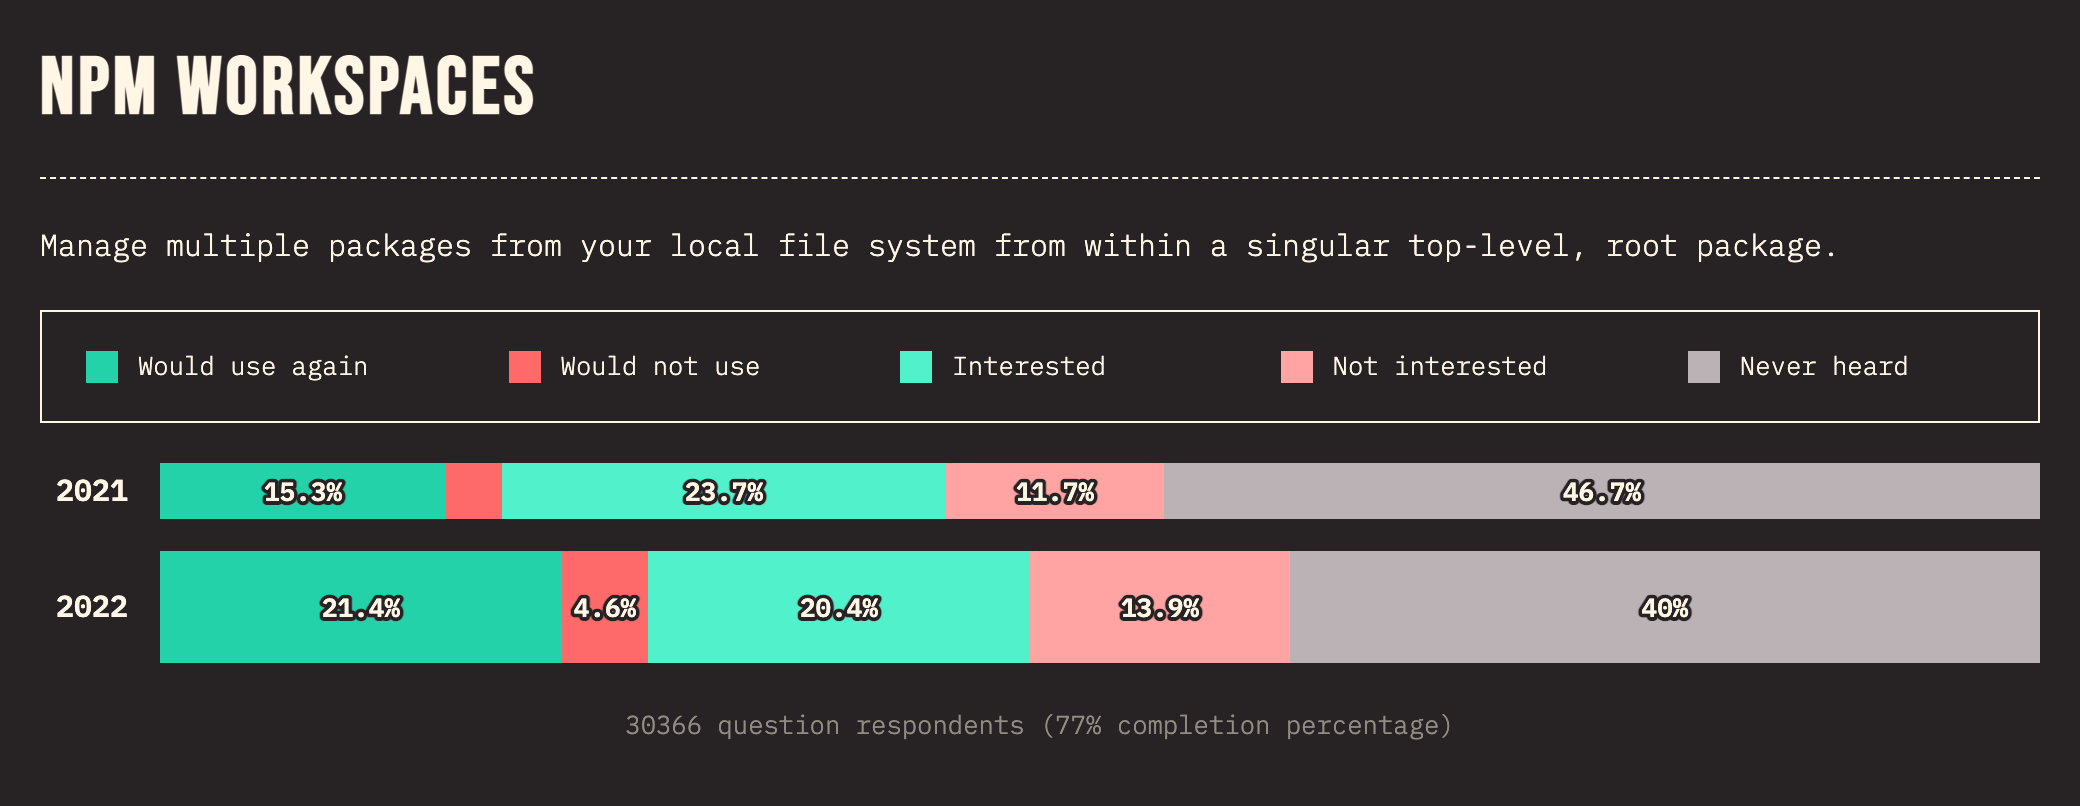 NPM WORKSPACES
Manage multiple packages from your local file system from within a singular top-level, root package.
Would use again Would not use Interested Not interested Never heard
2021 15.3% 23.7% 11.7% 46.7%
2022 21.4% 4.6% 20.4% 13.9% 40%
30366 question respondents (77% completion percentage)